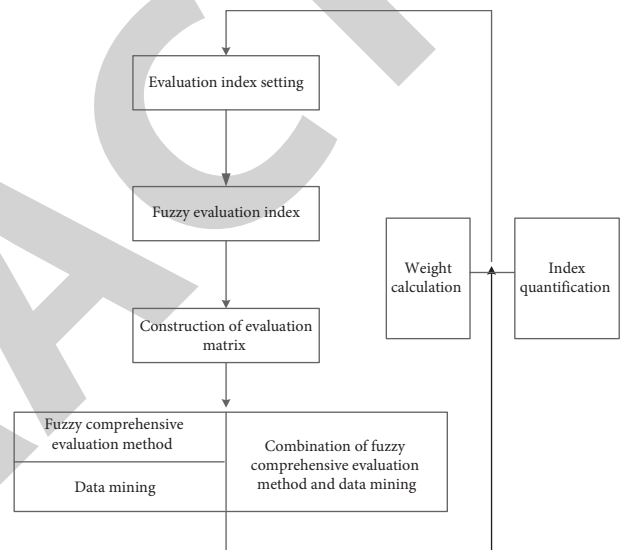 Evaluation index setting
Fuzzy evaluation index
Weight
calculation
Index
quantification
Construction of evaluation
matrix
Fuzzy comprehensive
evaluation method
Data mining
Combination of fuzzy
comprehensive evaluation
method and data mining